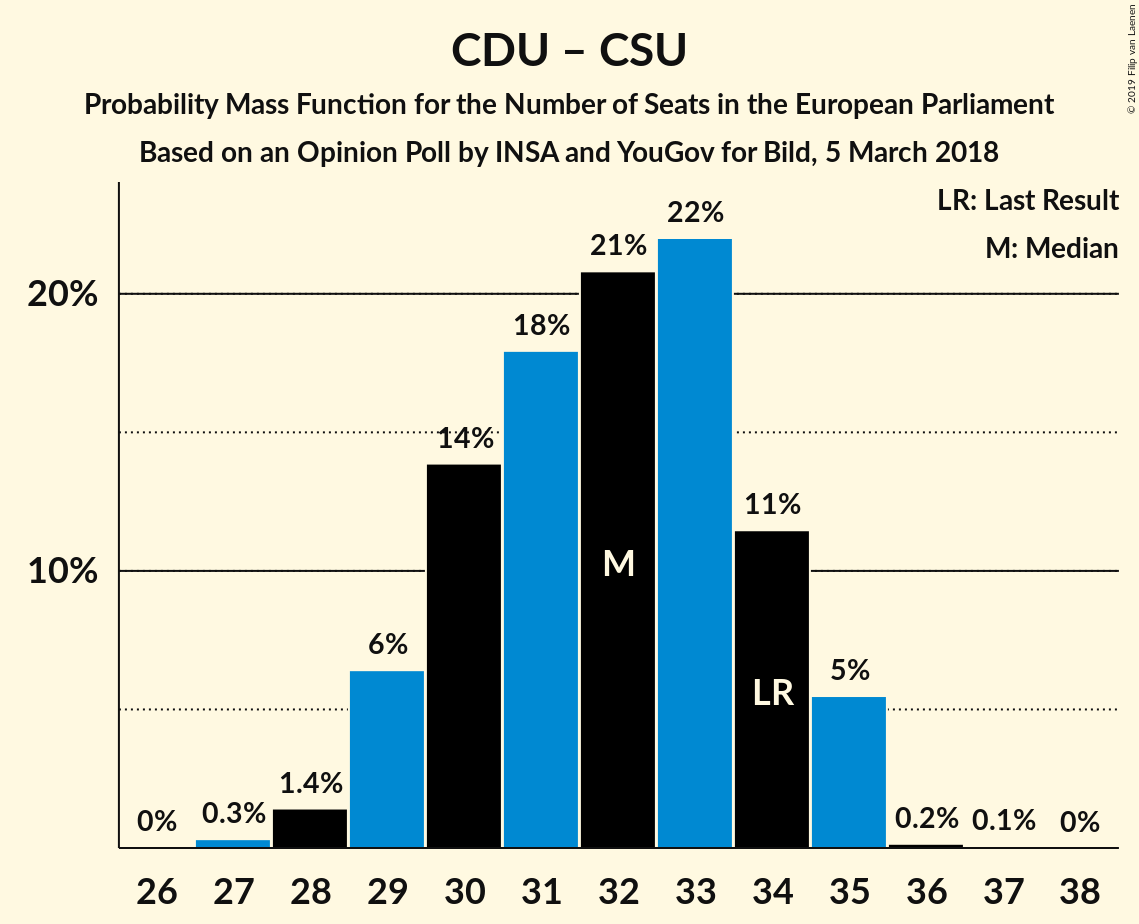 CDU – CSU
Probability Mass Function for the Number of Seats in the European Parliament
Based on an Opinion Poll by INSA and YouGov for Bild, 5 March 2018
© 2019 Filip van Laenen
LR: Last Result
M: Median
20%
10%
0%
0.3%
1.4%
6%
14%
18%
21%
22%
11%
5%
0.2%
0.1%
0%
M
LR
26 27 28 29 30 31 32 33 34 35 36 37 38